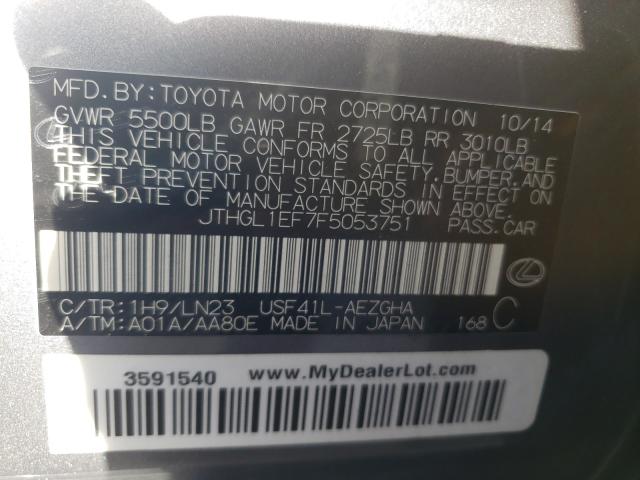 MFD. BY: TOYOTA MOTOR CORPORATION 10/14
GVWR 5500LB GAWR FR 2725LB RR 3010LB
THIS VEHICLE CONFORMS TO ALL APPLICABLE
FEDERAL MOTOR VEHICLE SAFETY, BUMPER, AND
THEFT PREVENTION STANDARDS IN EFFECT ON
THE DATE OF MANUFACTURE SHOWN ABOVE.
JTHGL1EF7F5053751 PASS. CAR
C/TR: 1H9/LN23 USF41L-AEZGHA
A/TM: A01A/AA80E MADE IN JAPAN 168 C
3591540 www.MyDealerLot.com